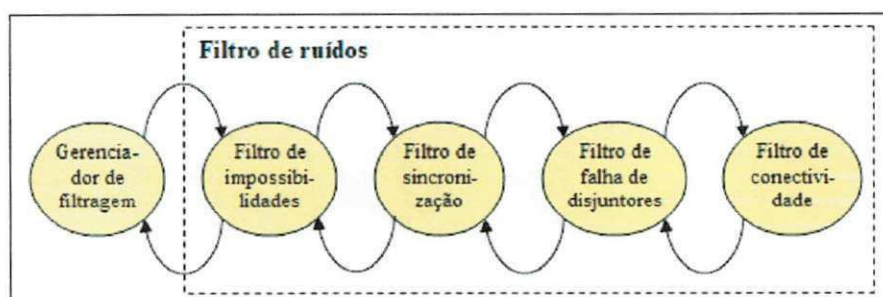 Filtro de ruídos
Gerencia-
dor de
filtragem
Filtro de
impossibi-
lidades
Filtro de
sincroni-
zação
Filtro de
falha de
disjuntores
Filtro de
conectivi-
dade